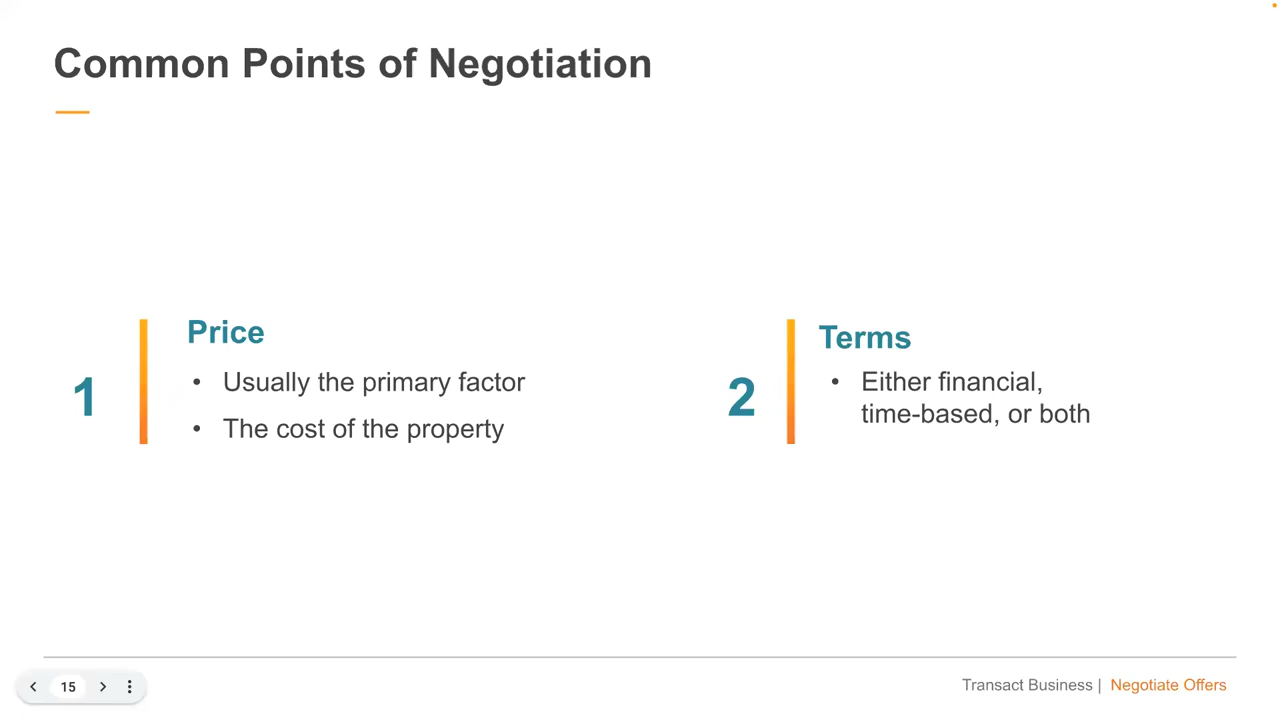 Common Points of Negotiation
1
Price
• Usually the primary factor
• The cost of the property
2
Terms
• Either financial,
time-based, or both
15
Transact Business | Negotiate Offers